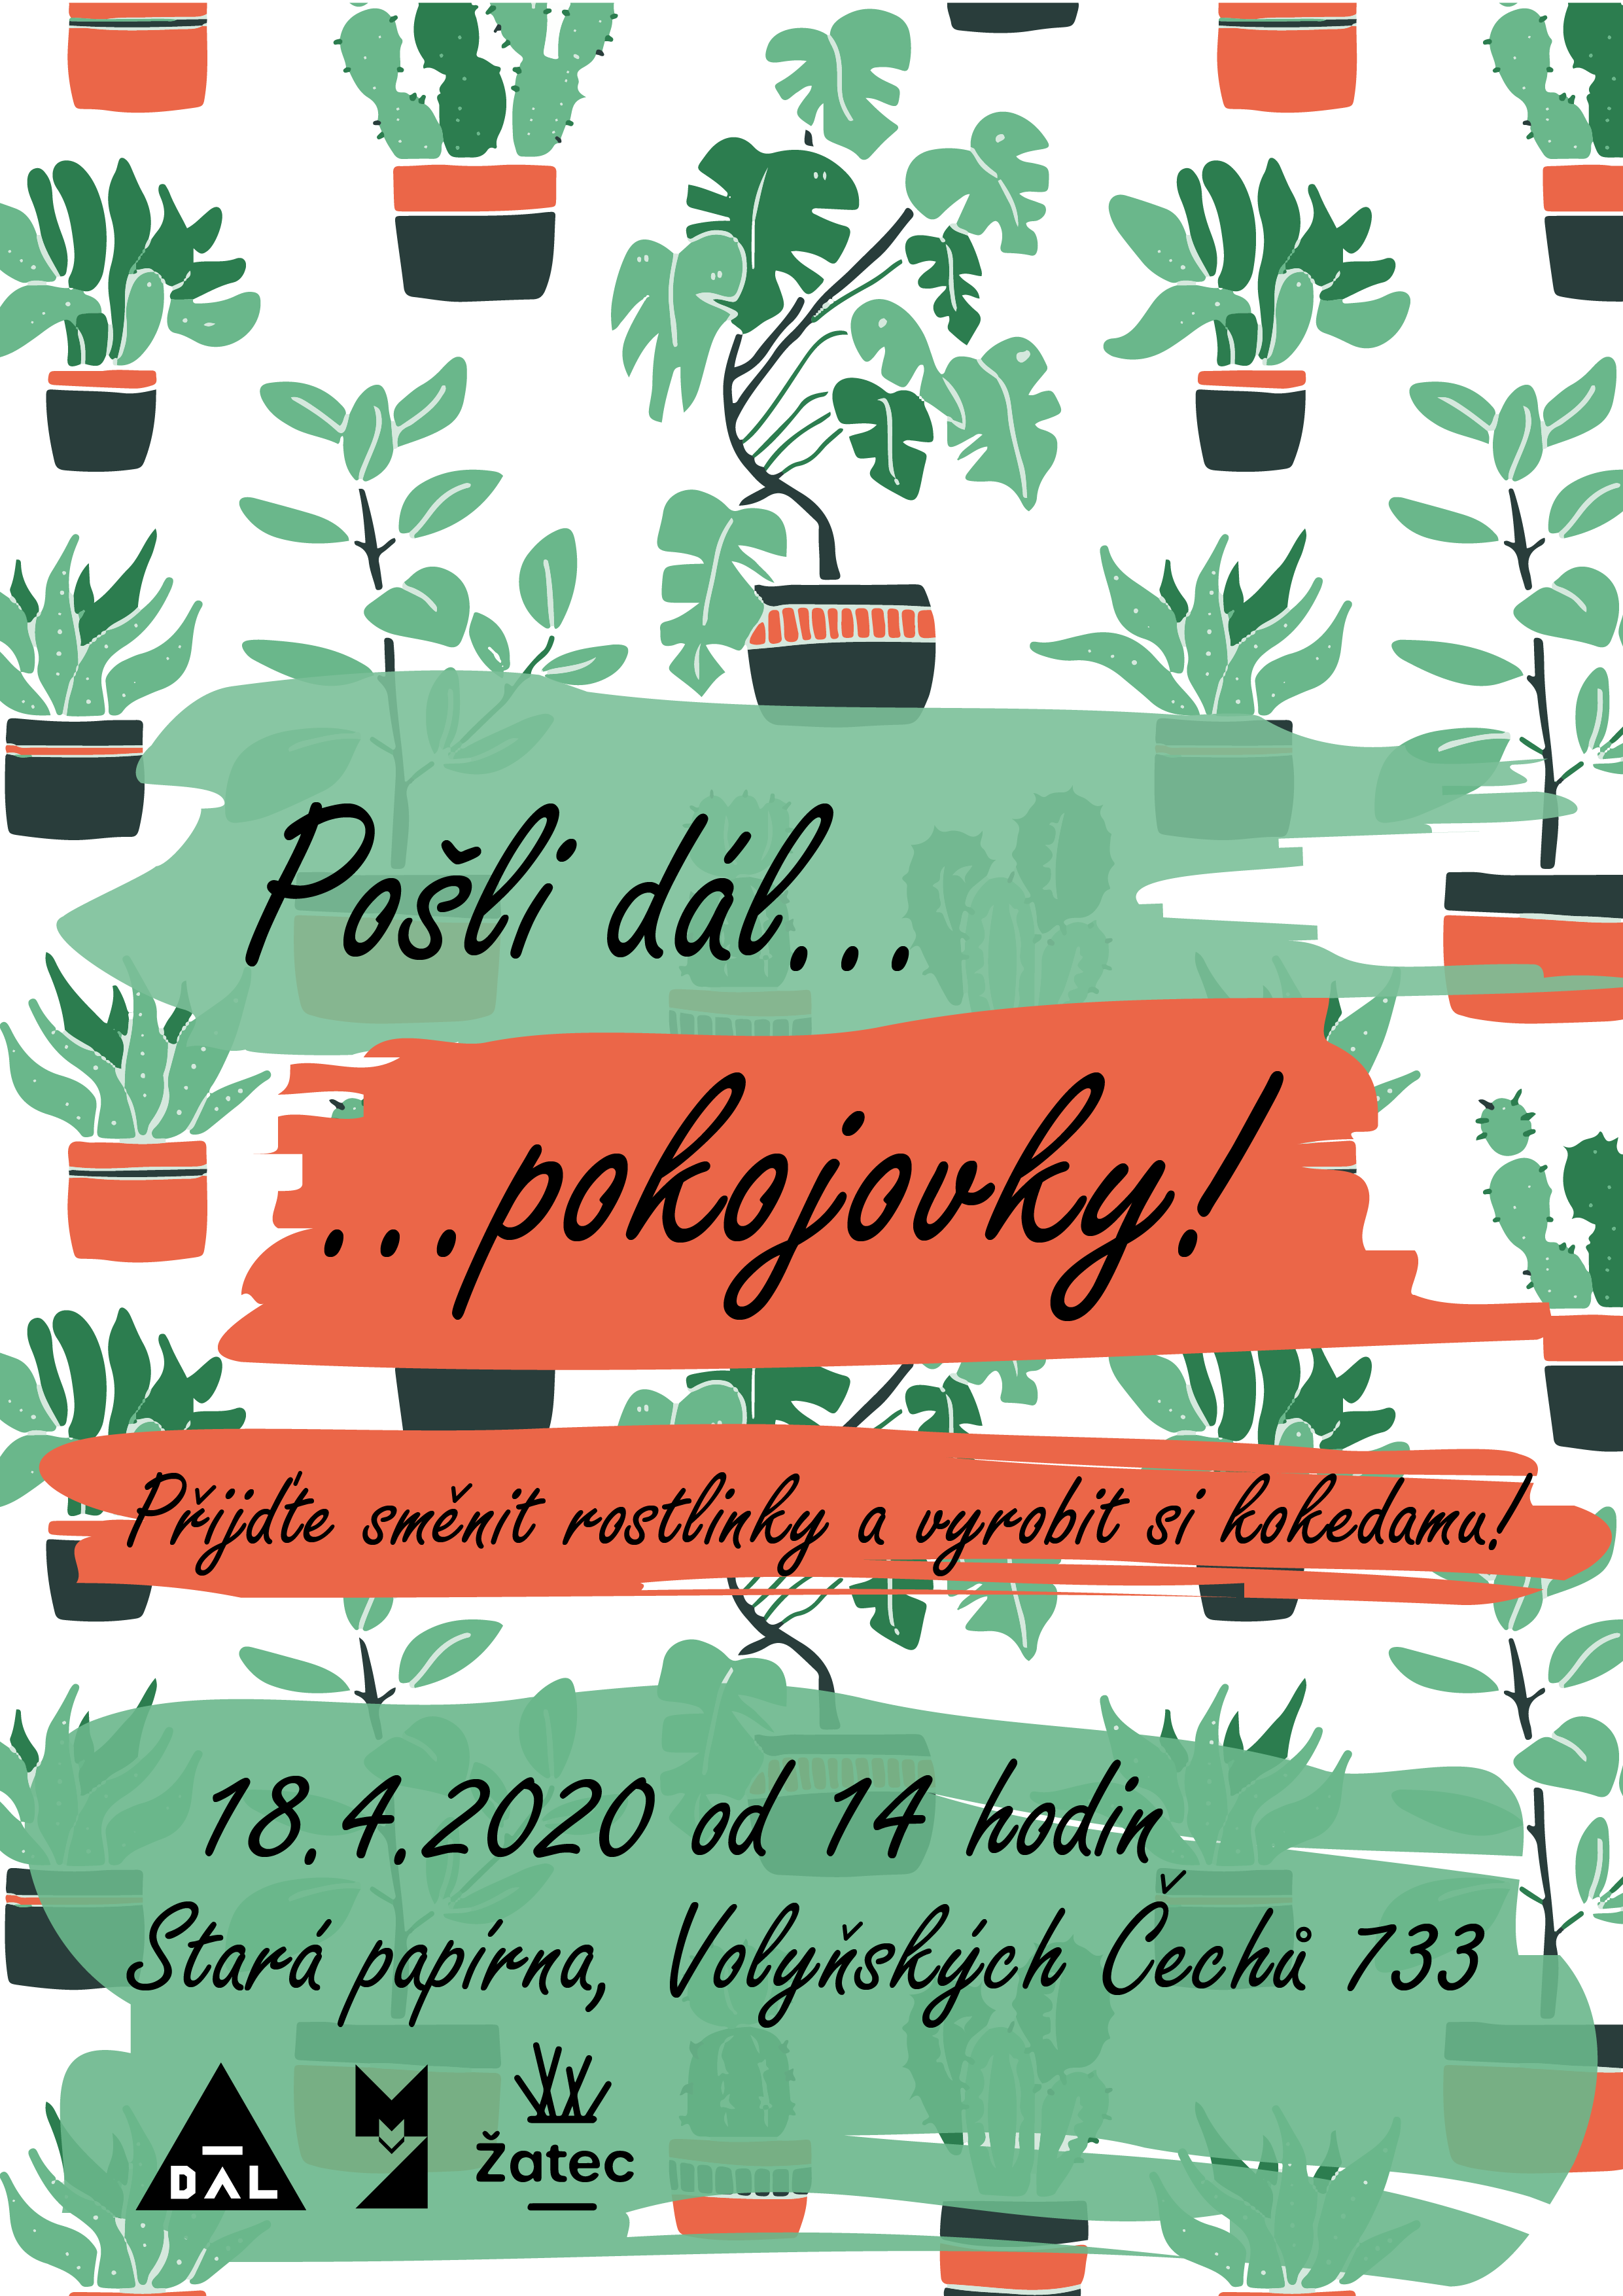 Pošli dál...
...pokojovky!
Přijďte směnit rostlinky a vyrobit si kokedamu!
18.4.2020 od 14 hodin
Stará papírna, Volyňských Čechů 733
DÁL
Žatec